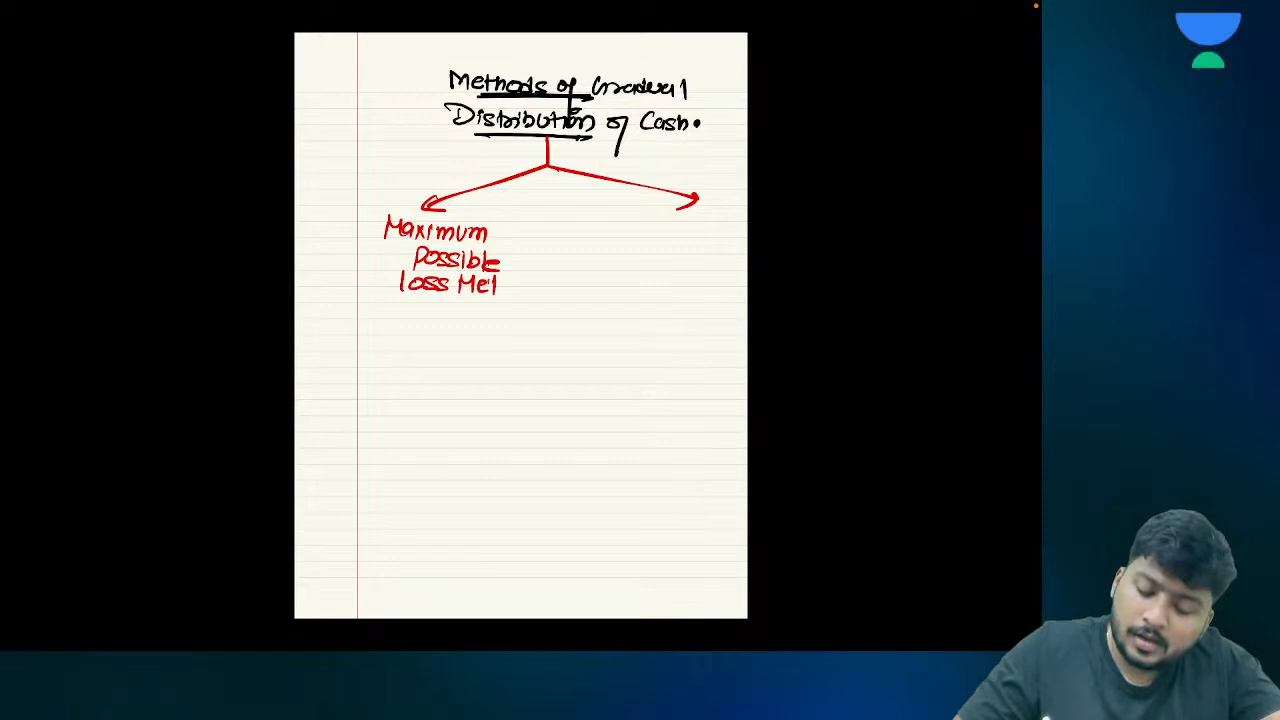 Methods of Gradual
Distribution of Cash.
Maximum
Possible
loss Met